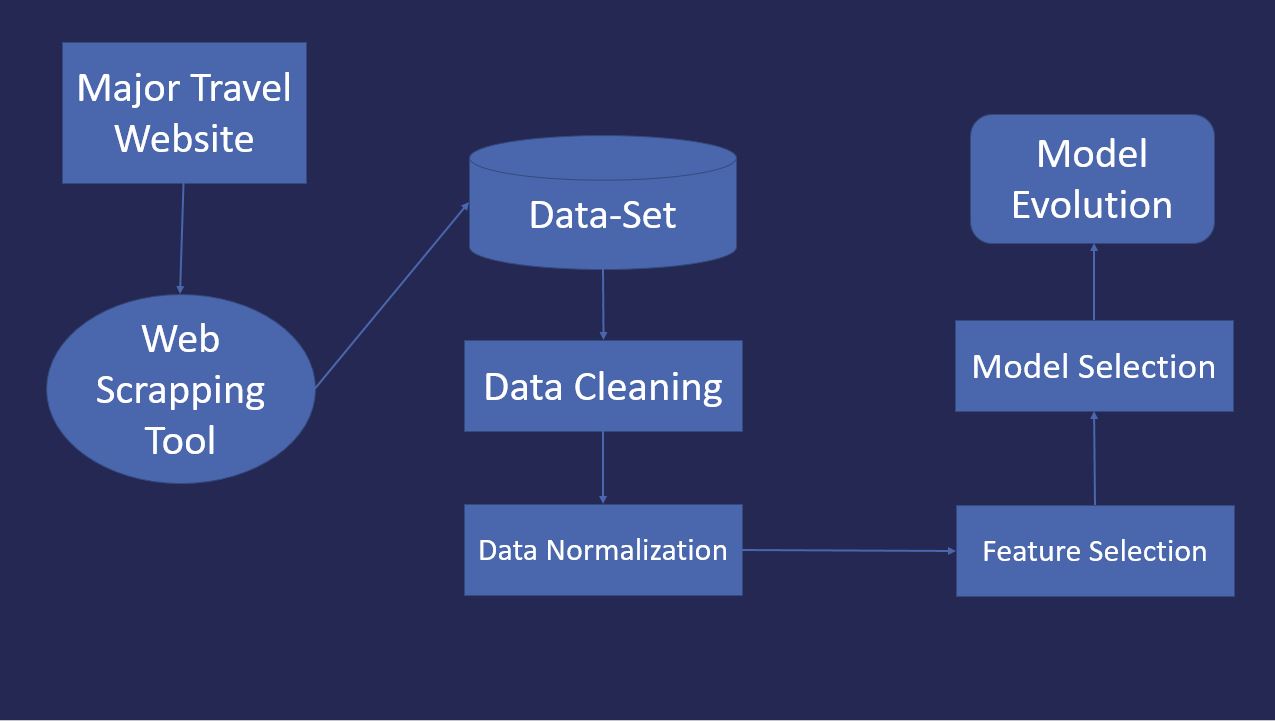 Major Travel
Website
Web
Scrapping
Tool
Data-Set
Data Cleaning
Data Normalization
Feature Selection
Model Selection
Model
Evolution